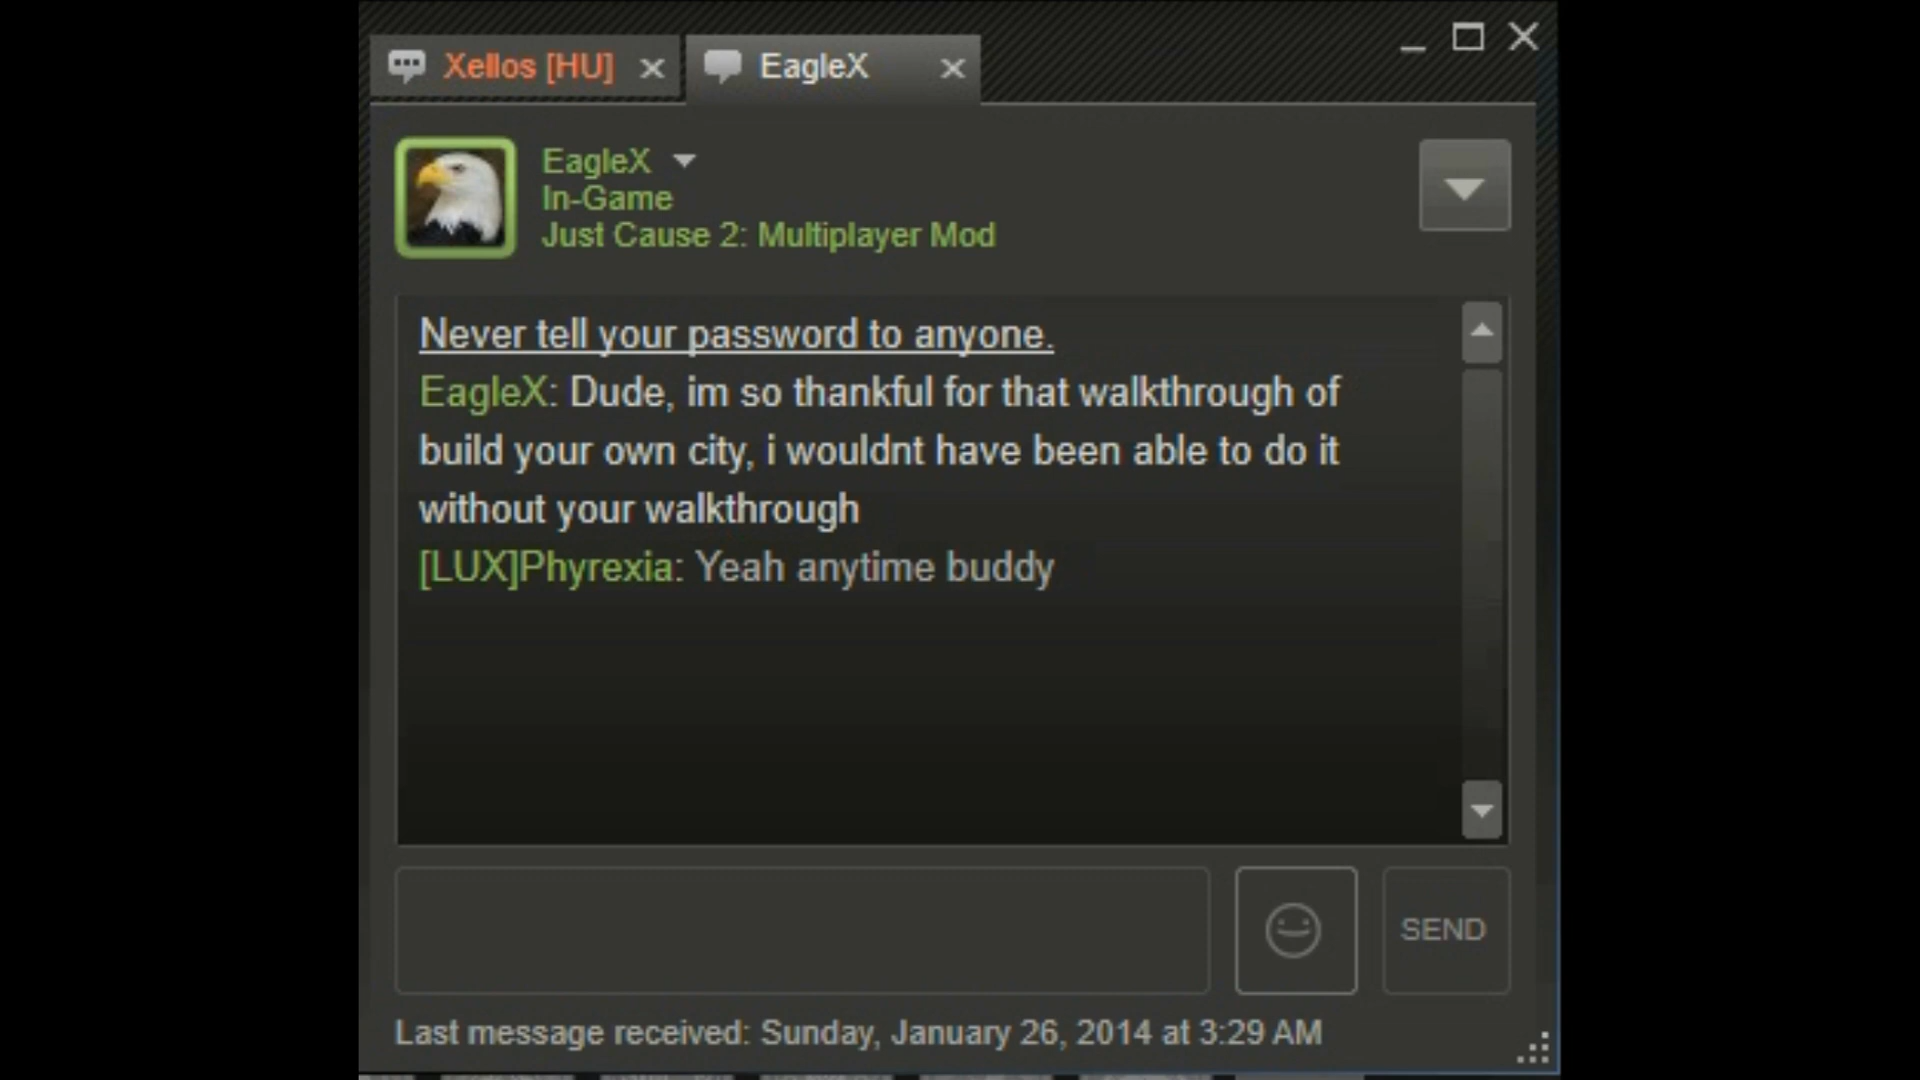 Xellos [HU]
EagleX
EagleX
In-Game
Just Cause 2: Multiplayer Mod
Never tell your password to anyone.
EagleX: Dude, im so thankful for that walkthrough of
build your own city, i wouldnt have been able to do it
without your walkthrough
[LUX]Phyrexia: Yeah anytime buddy
SEND
Last message received: Sunday, January 26, 2014 at 3:29 AM